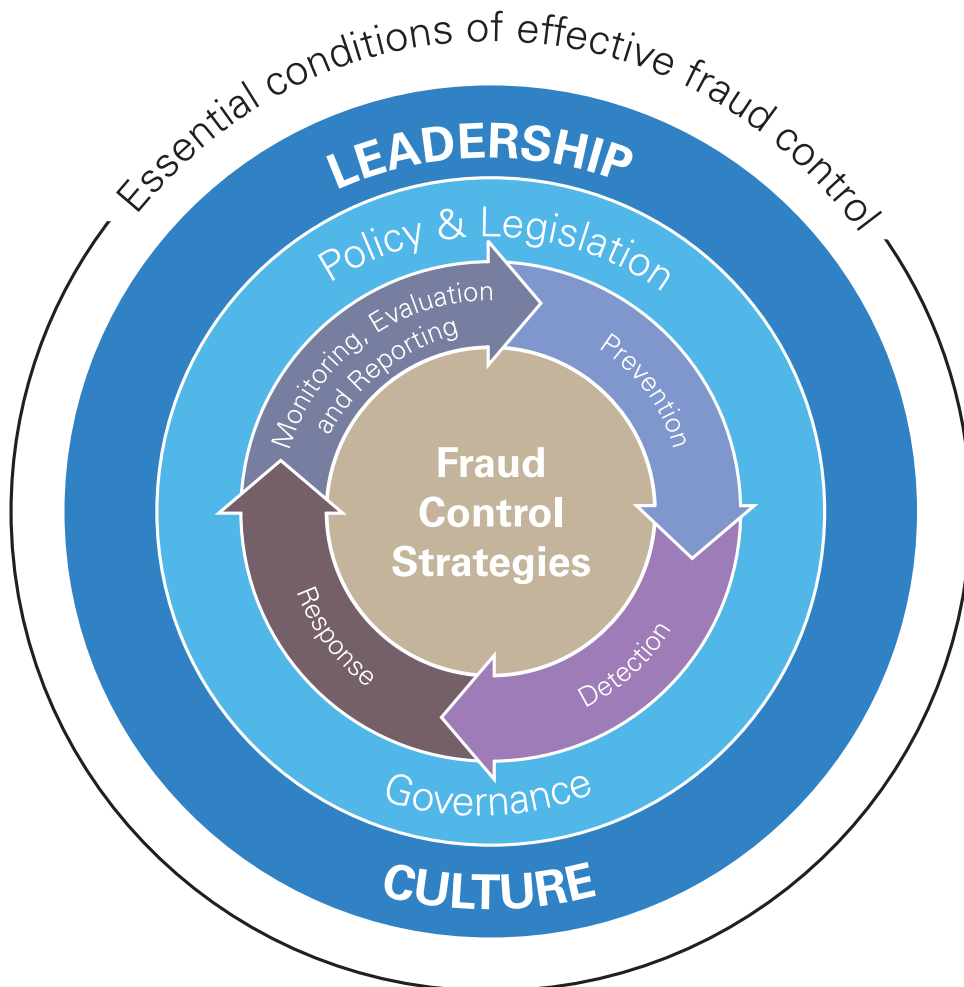 Essential conditions of effective fraud control
LEADERSHIP
Policy & Legislation
Monitoring, Evaluation
and Reporting
Prevention
Fraud
Control
Strategies
Response
Detection
Governance
CULTURE